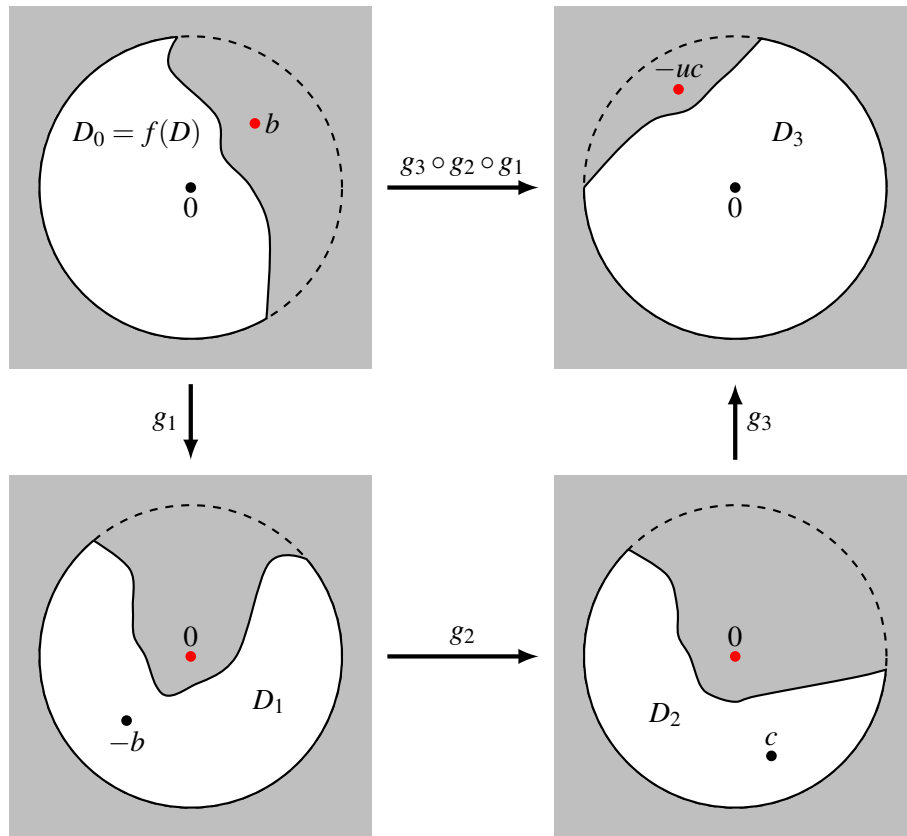 −uc
b
D₀ = f(D)
D₃
g₃ ∘ g₂ ∘ g₁
0
0
g₁
g₃
0
g₂
0
D₁
D₂
−b
c